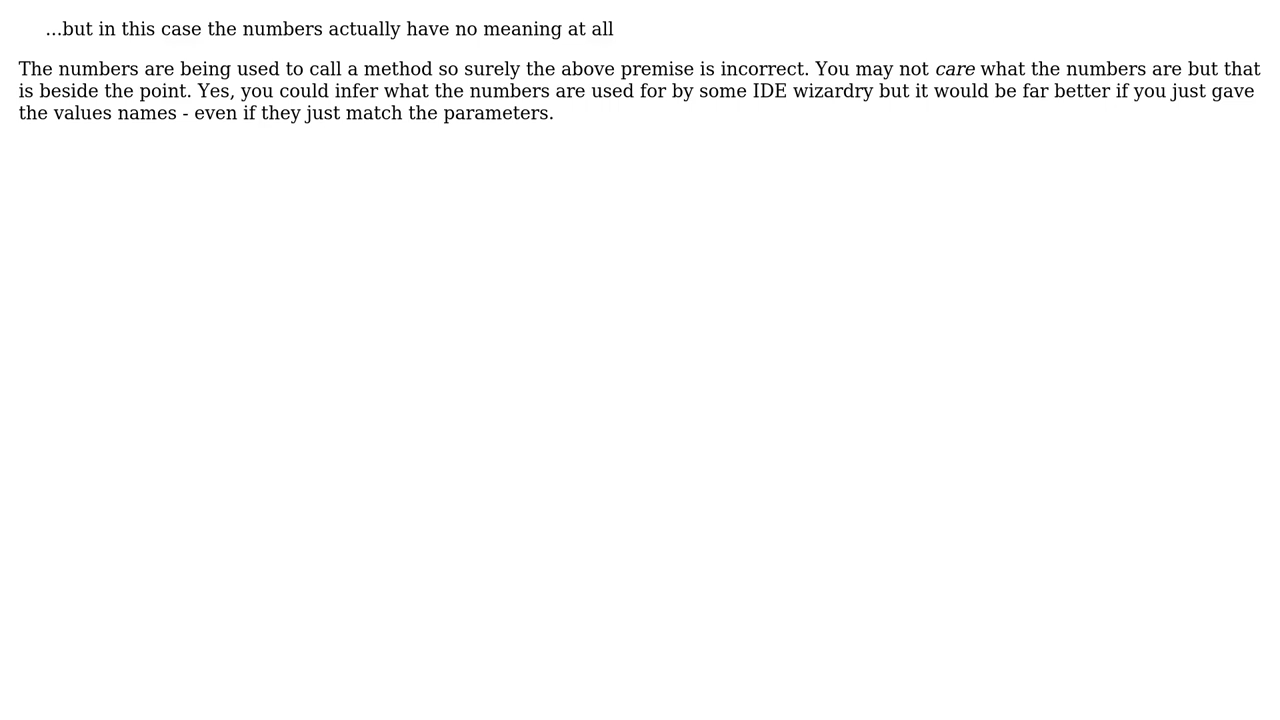 ...but in this case the numbers actually have no meaning at all
The numbers are being used to call a method so surely the above premise is incorrect. You may not care what the numbers are but that
is beside the point. Yes, you could infer what the numbers are used for by some IDE wizardry but it would be far better if you just gave
the values names - even if they just match the parameters.